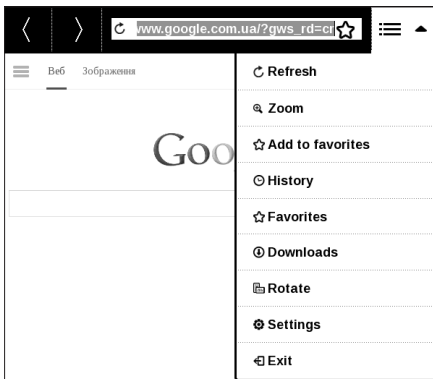 www.google.com.ua/?gws_rd=cr
Веб Зображення
Goo
Refresh
Zoom
Add to favorites
History
Favorites
Downloads
Rotate
Settings
Exit